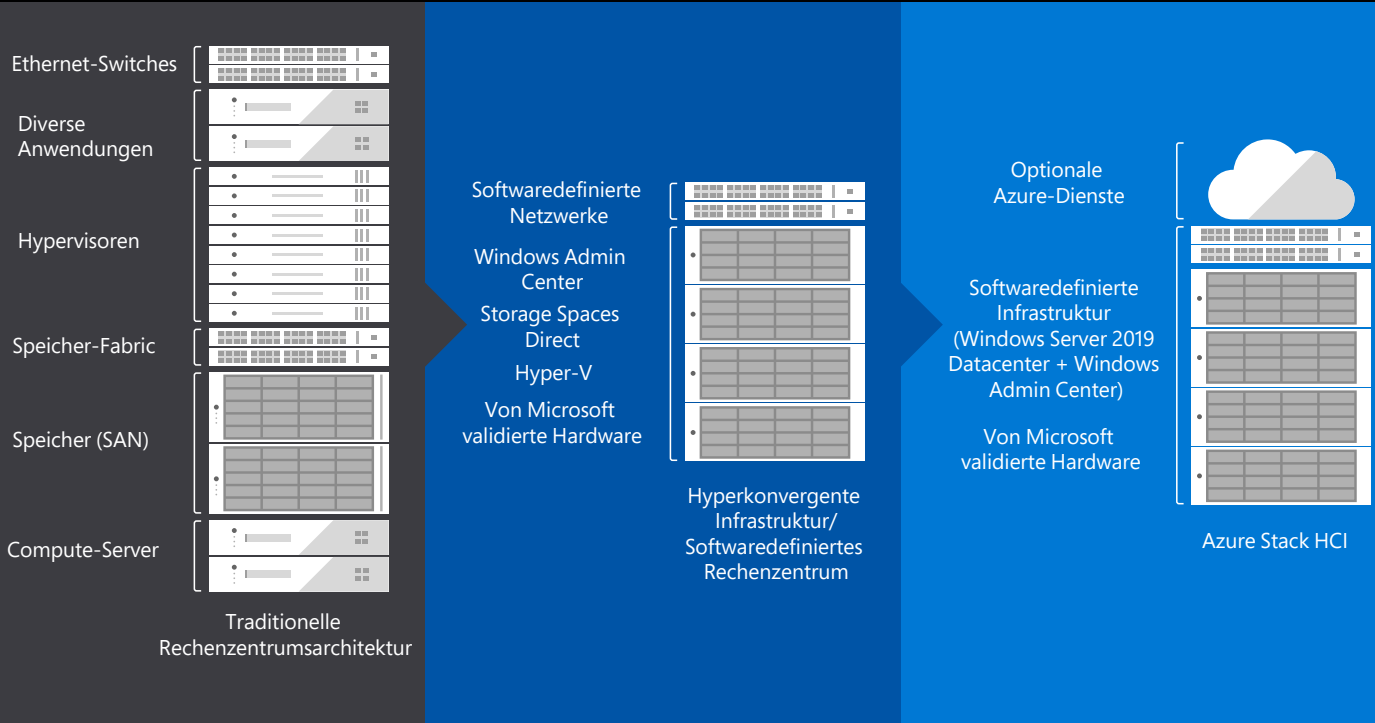 Ethernet-Switches
Diverse
Anwendungen
Hypervisoren
Speicher-Fabric
Speicher (SAN)
Compute-Server
Traditionelle
Rechenzentrumsarchitektur
Softwaredefinierte
Netzwerke
Windows Admin
Center
Storage Spaces
Direct
Hyper-V
Von Microsoft
validierte Hardware
Hyperkonvergente
Infrastruktur/
Softwaredefiniertes
Rechenzentrum
Optionale
Azure-Dienste
Softwaredefinierte
Infrastruktur
(Windows Server 2019
Datacenter + Windows
Admin Center)
Von Microsoft
validierte Hardware
Azure Stack HCI